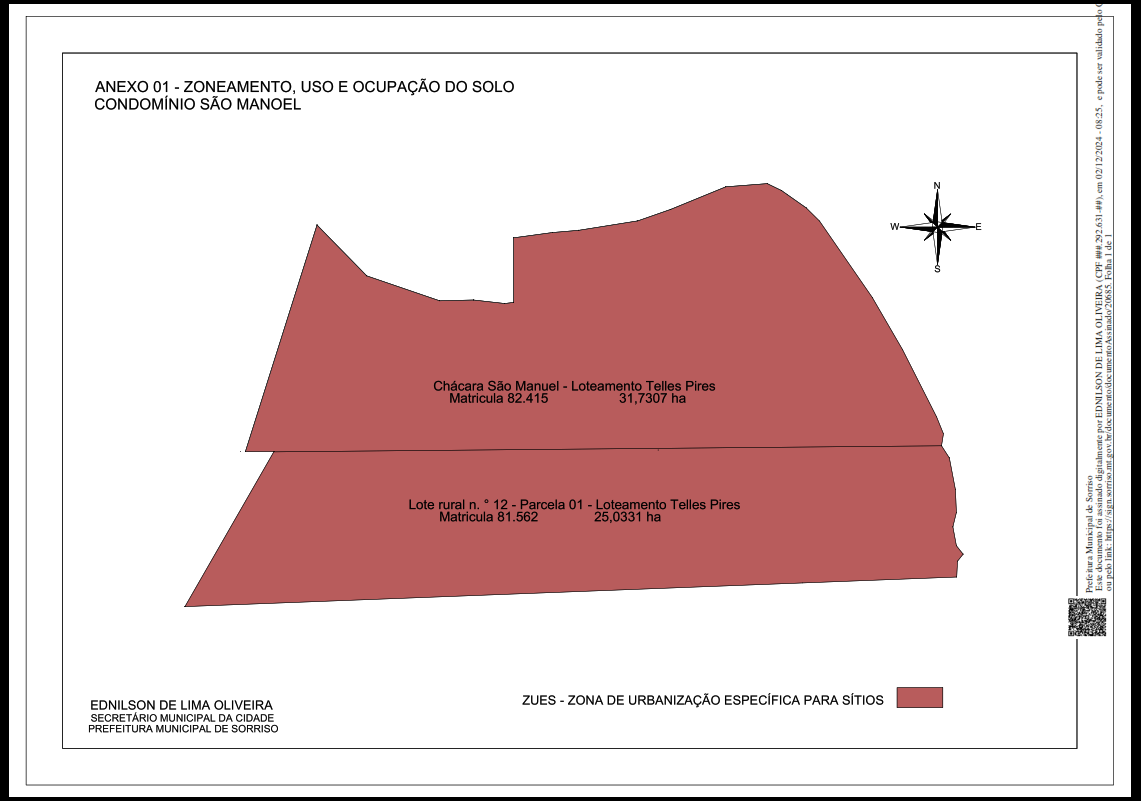 ANEXO 01 - ZONEAMENTO, USO E OCUPAÇÃO DO SOLO
CONDOMÍNIO SÃO MANOEL
N
W
E
S
Chácara São Manuel - Loteamento Telles Pires
Matricula 82.415 31,7307 ha
Lote rural n. ° 12 - Parcela 01 - Loteamento Telles Pires
Matricula 81.562 25,0331 ha
ZUES - ZONA DE URBANIZAÇÃO ESPECÍFICA PARA SÍTIOS
EDNILSON DE LIMA OLIVEIRA
SECRETÁRIO MUNICIPAL DA CIDADE
PREFEITURA MUNICIPAL DE SORRISO
Prefeitura Municipal de Sorriso
Este documento foi assinado digitalmente por EDNILSON DE LIMA OLIVEIRA (CPF ###.292.631-##), em 02/12/2024 - 08:25, e pode ser validado pelo
ou pelo link: https://sign.sorriso.mt.gov.br/documento/documentoAssinado/20685. Folha 1 de 1